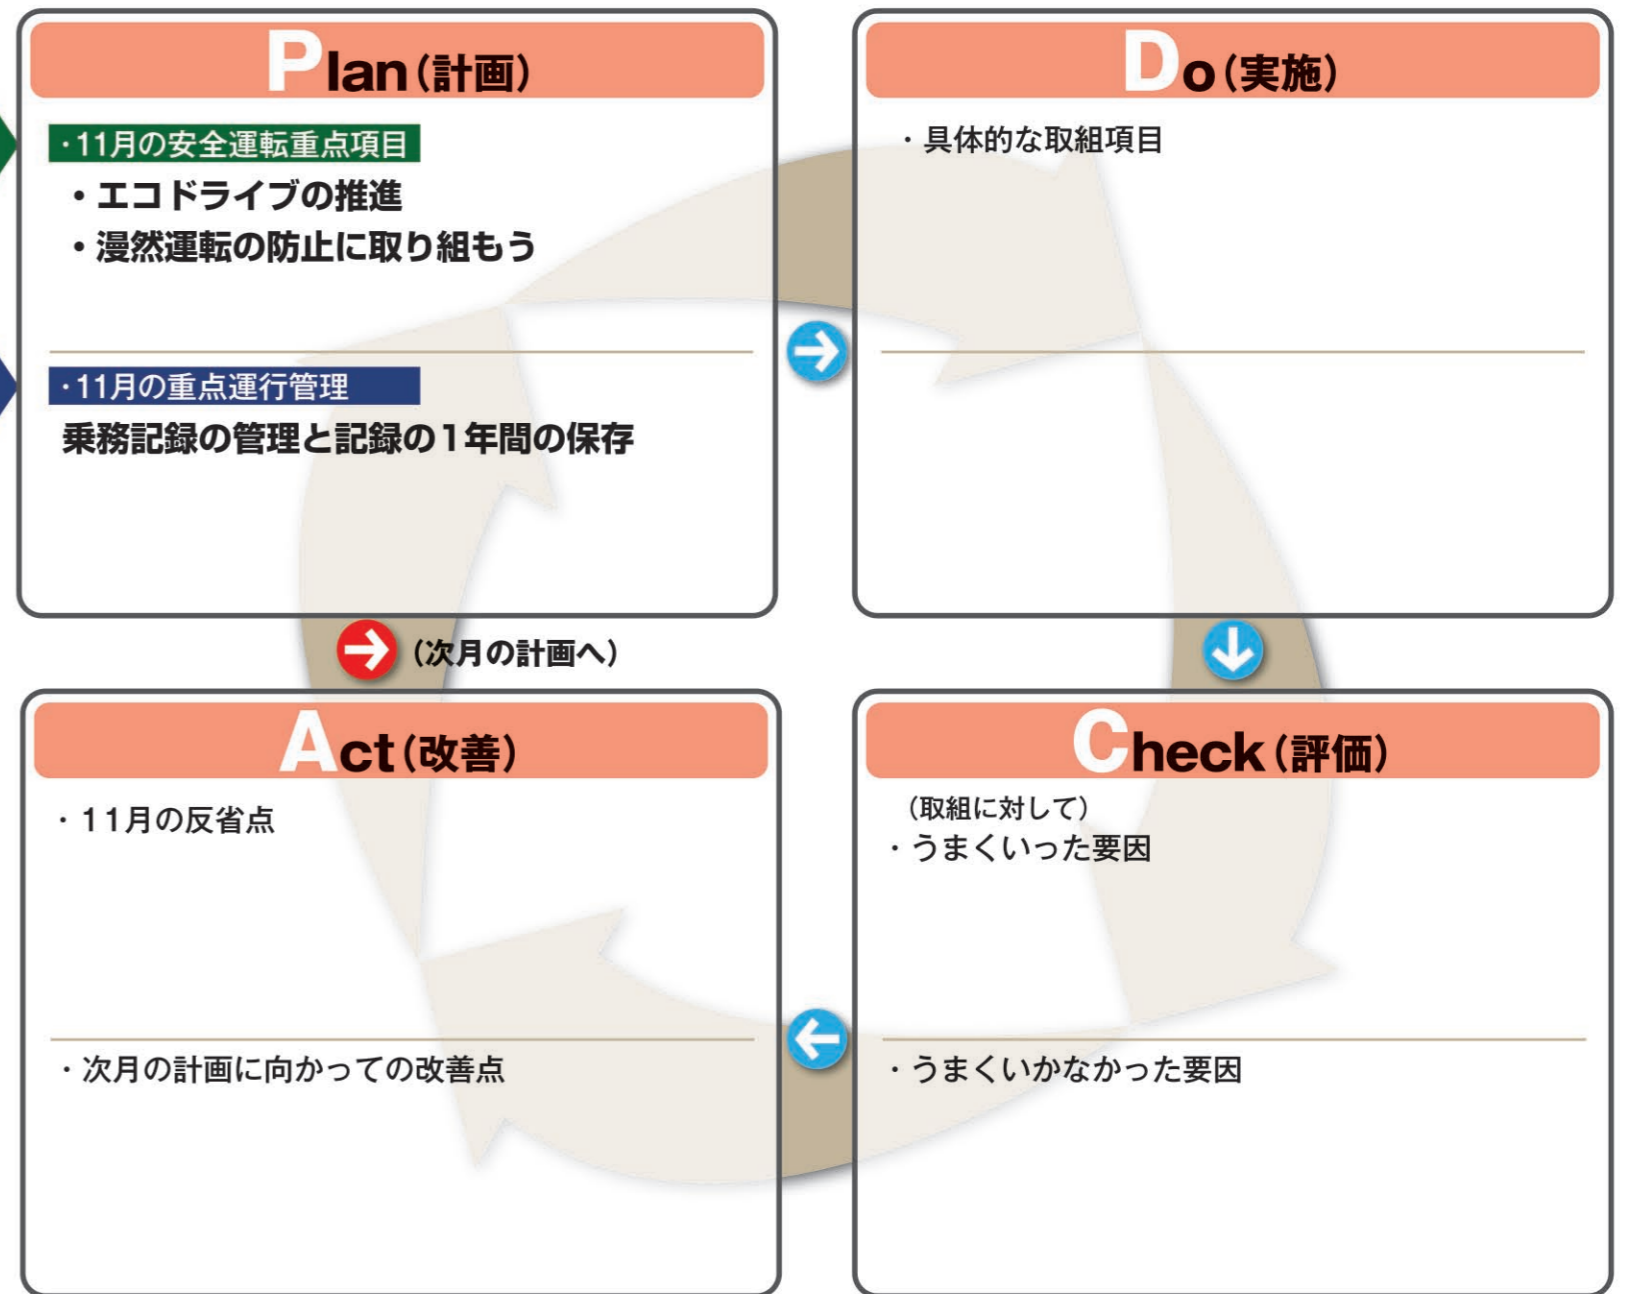 Plan(計画)
・11月の安全運転重点項目
・エコドライブの推進
・漫然運転の防止に取り組もう
・11月の重点運行管理
乗務記録の管理と記録の1年間の保存
Do(実施)
・具体的な取組項目
(次月の計画へ)
Act(改善)
・11月の反省点
・次月の計画に向かっての改善点
Check(評価)
(取組に対して)
・うまくいった要因
・うまくいかなかった要因